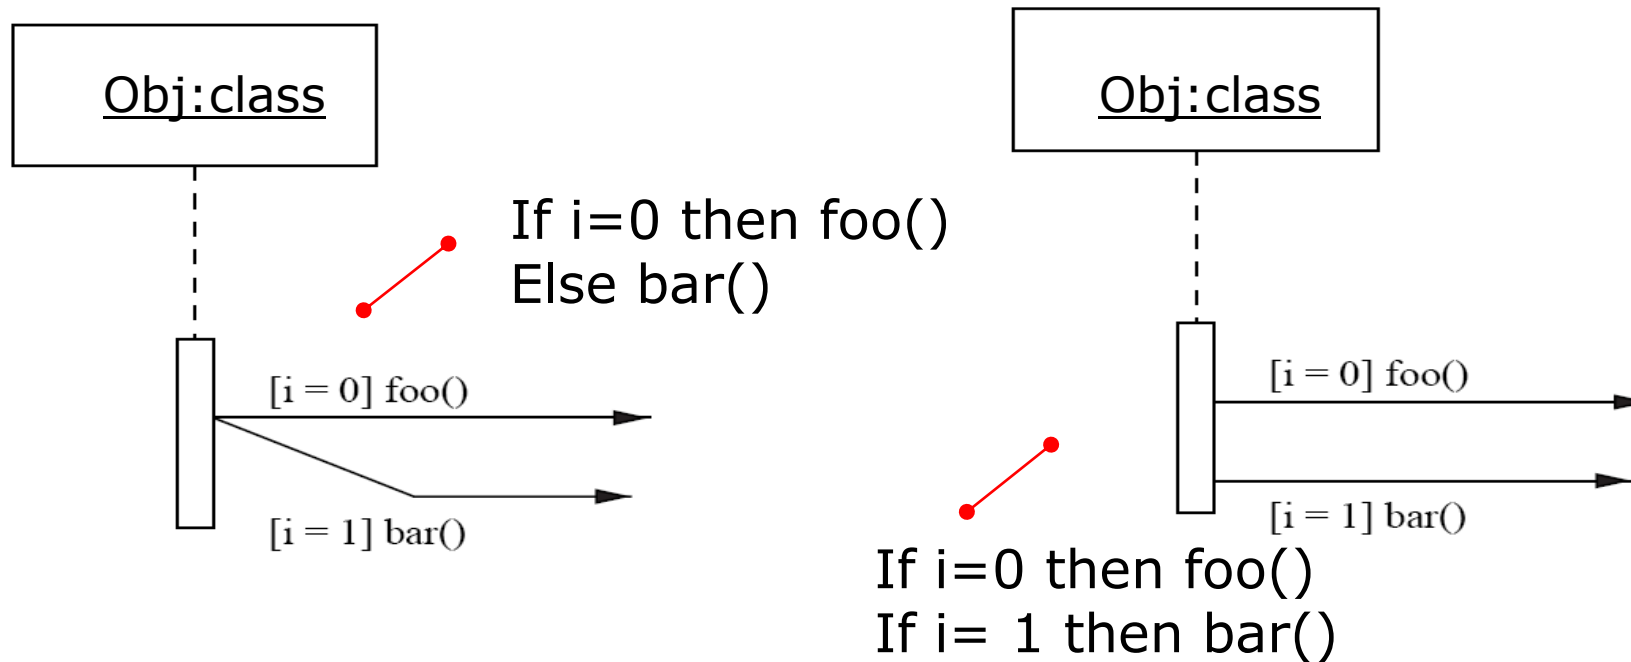 Obj:class
If i=0 then foo()
Else bar()
[i = 0] foo()
[i = 1] bar()
Obj:class
[i = 0] foo()
[i = 1] bar()
If i=0 then foo()
If i= 1 then bar()